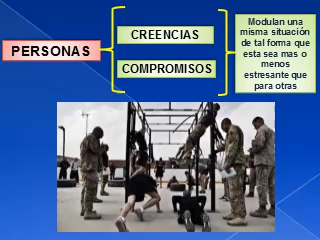 PERSONAS
CREENCIAS
COMPROMISOS
Modulan una
misma situación
de tal forma que
esta sea mas o
menos
estresante que
para otras